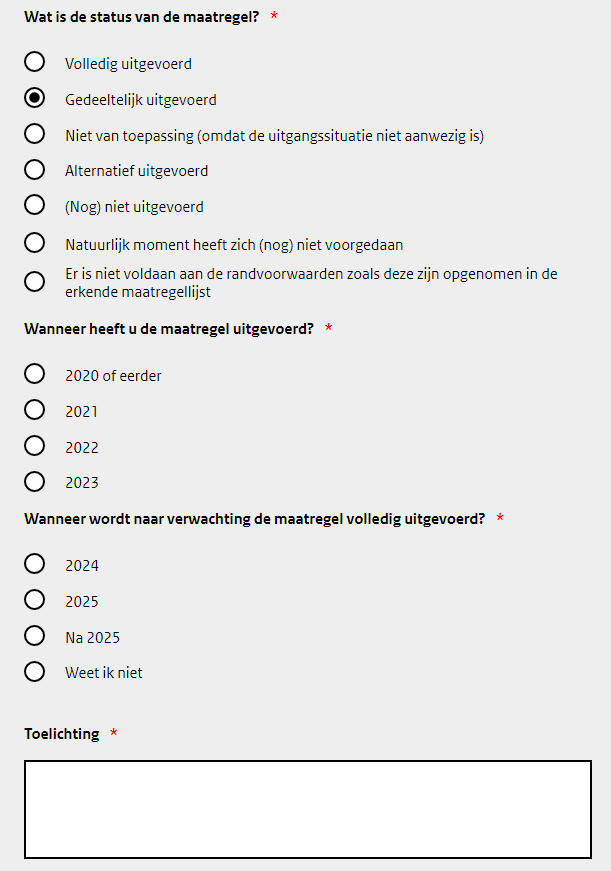 Wat is de status van de maatregel? *
Volledig uitgevoerd
Gedeeltelijk uitgevoerd
Niet van toepassing (omdat de uitgangssituatie niet aanwezig is)
Alternatief uitgevoerd
(Nog) niet uitgevoerd
Natuurlijk moment heeft zich (nog) niet voorgedaan
Er is niet voldaan aan de randvoorwaarden zoals deze zijn opgenomen in de
erkende maatregellijst
Wanneer heeft u de maatregel uitgevoerd? *
2020 of eerder
2021
2022
2023
Wanneer wordt naar verwachting de maatregel volledig uitgevoerd? *
2024
2025
Na 2025
Weet ik niet
Toelichting *